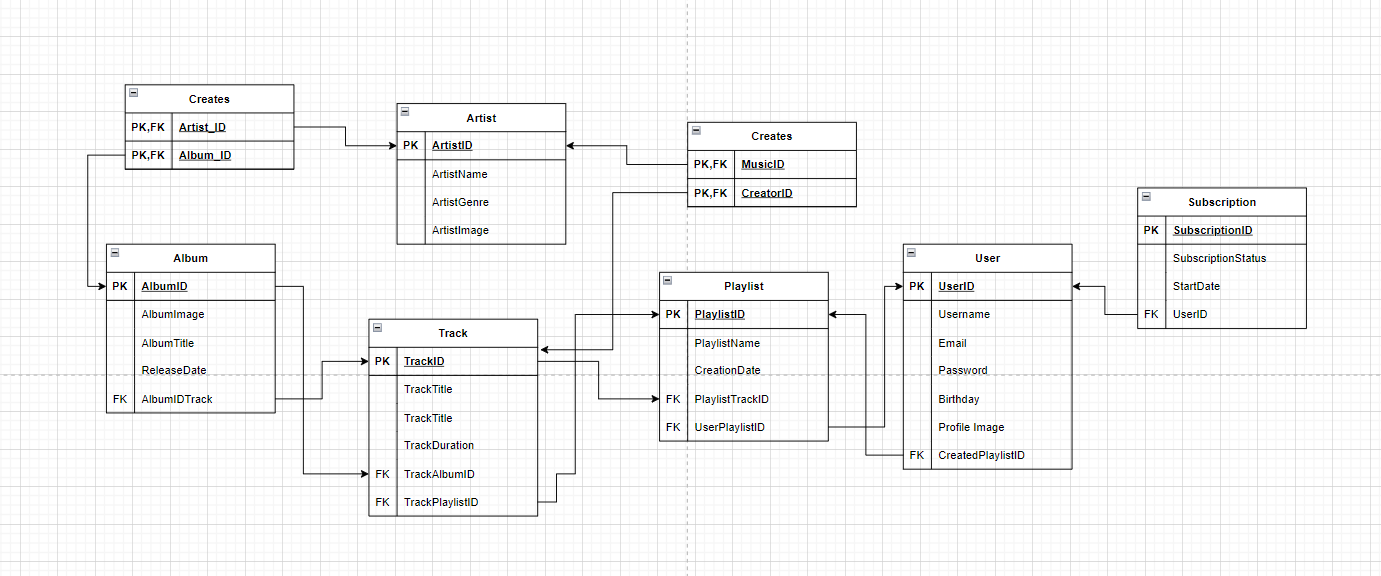 Creates
PK,FK Artist_ID
PK,FK Album_ID
Artist
PK ArtistID
ArtistName
ArtistGenre
ArtistImage
Creates
PK,FK MusicID
PK,FK CreatorID
Subscription
PK SubscriptionID
SubscriptionStatus
StartDate
FK UserID
Album
PK AlbumID
AlbumImage
AlbumTitle
ReleaseDate
FK AlbumIDTrack
Track
PK TrackID
TrackTitle
TrackTitle
TrackDuration
FK TrackAlbumID
FK TrackPlaylistID
Playlist
PK PlaylistID
PlaylistName
CreationDate
FK PlaylistTrackID
FK UserPlaylistID
User
PK UserID
Username
Email
Password
Birthday
Profile Image
FK CreatedPlaylistID